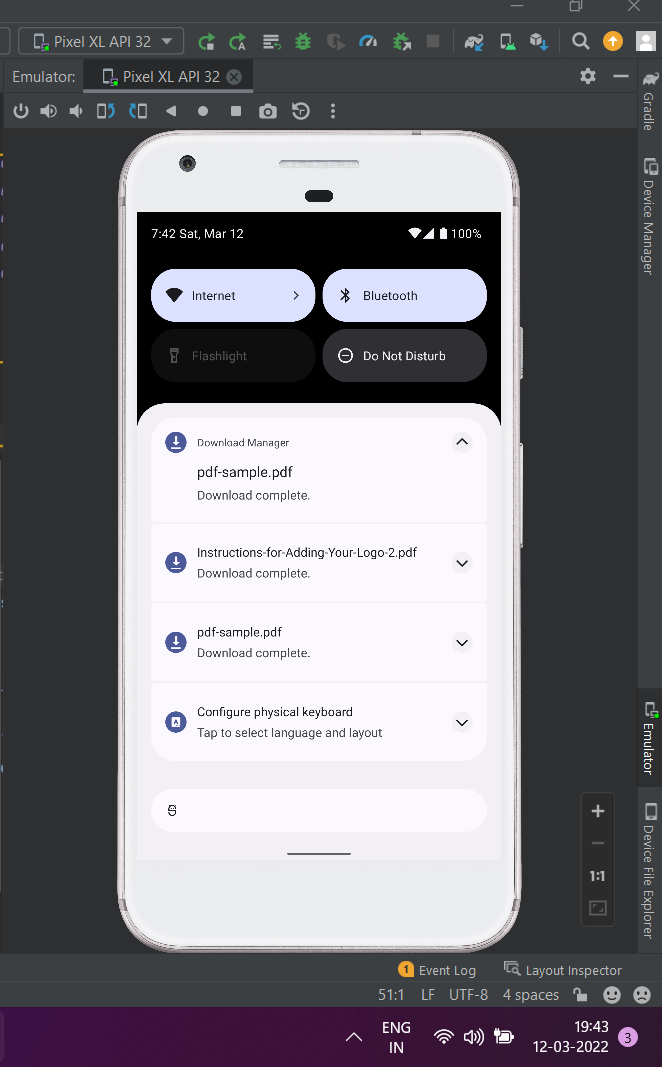 Pixel XL API 32
Emulator: Pixel XL API 32
Gradle
Device Manager
7:42 Sat, Mar 12 100%
Internet
Bluetooth
Flashlight
Do Not Disturb
Download Manager
pdf-sample.pdf
Download complete.
Instructions-for-Adding-Your-Logo-2.pdf
Download complete.
pdf-sample.pdf
Download complete.
Configure physical keyboard
Tap to select language and layout
Emulator
1:1
Device File Explorer
1 Event Log Layout Inspector
51:1 LF UTF-8 4 spaces
ENG
IN
19:43
12-03-2022
3